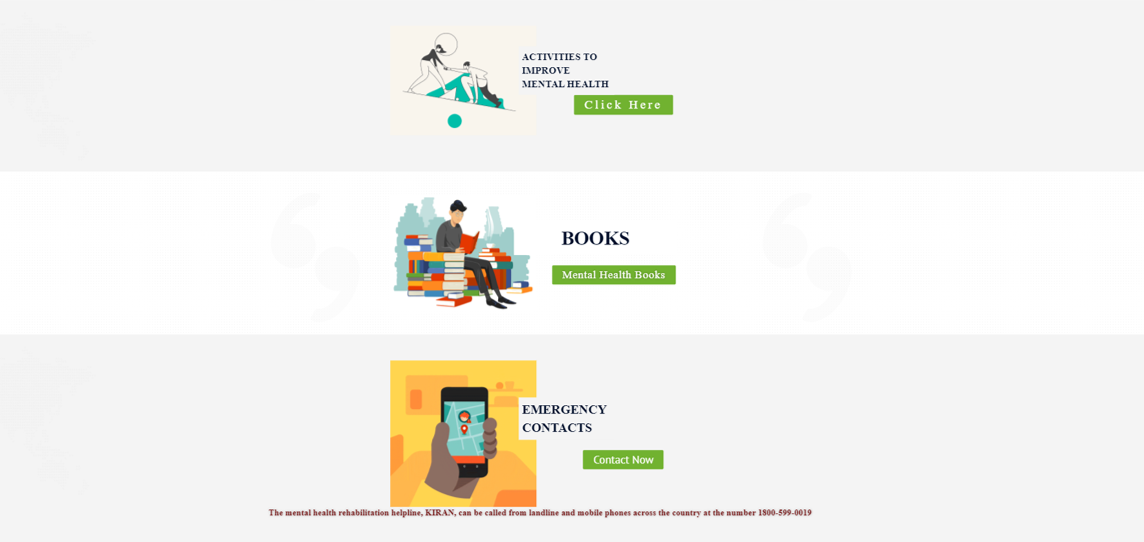 ACTIVITIES TO
IMPROVE
MENTAL HEALTH
Click Here
BOOKS
Mental Health Books
EMERGENCY
CONTACTS
Contact Now
The mental health rehabilitation helpline, KIRAN, can be called from landline and mobile phones across the country at the number 1800-599-0019